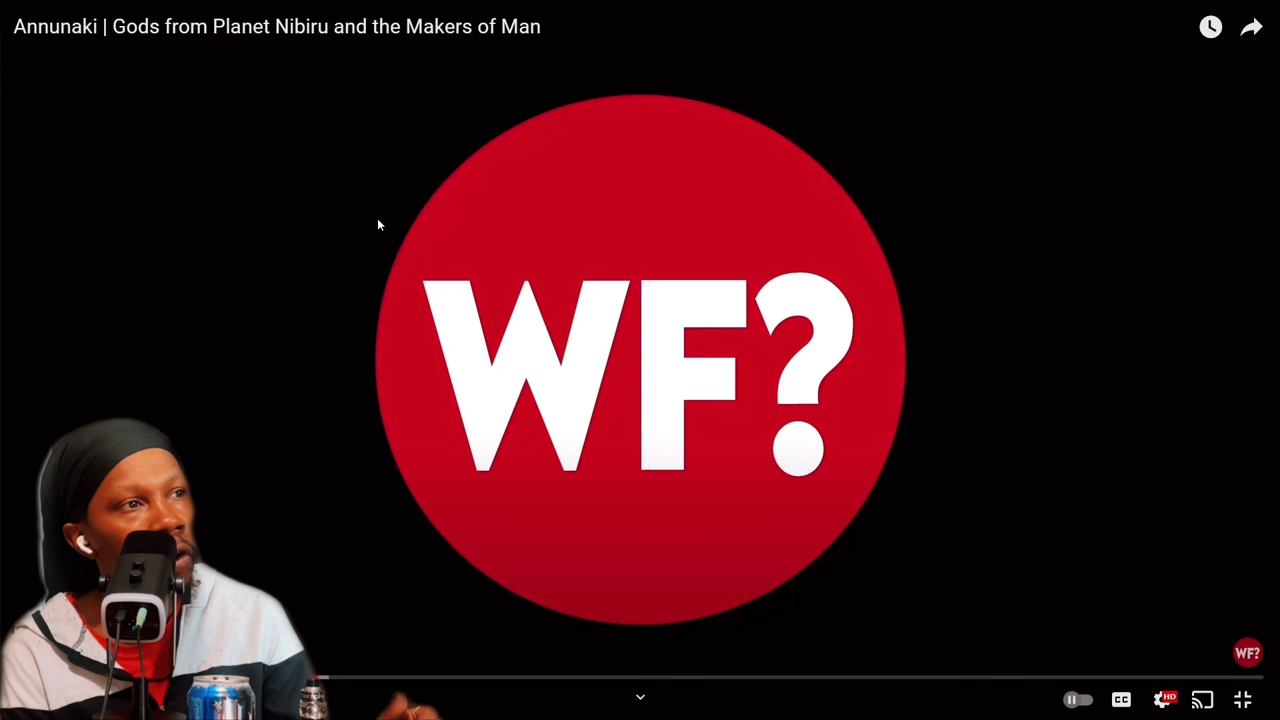 Annunaki | Gods from Planet Nibiru and the Makers of Man
WF?
WF?
CC
HD